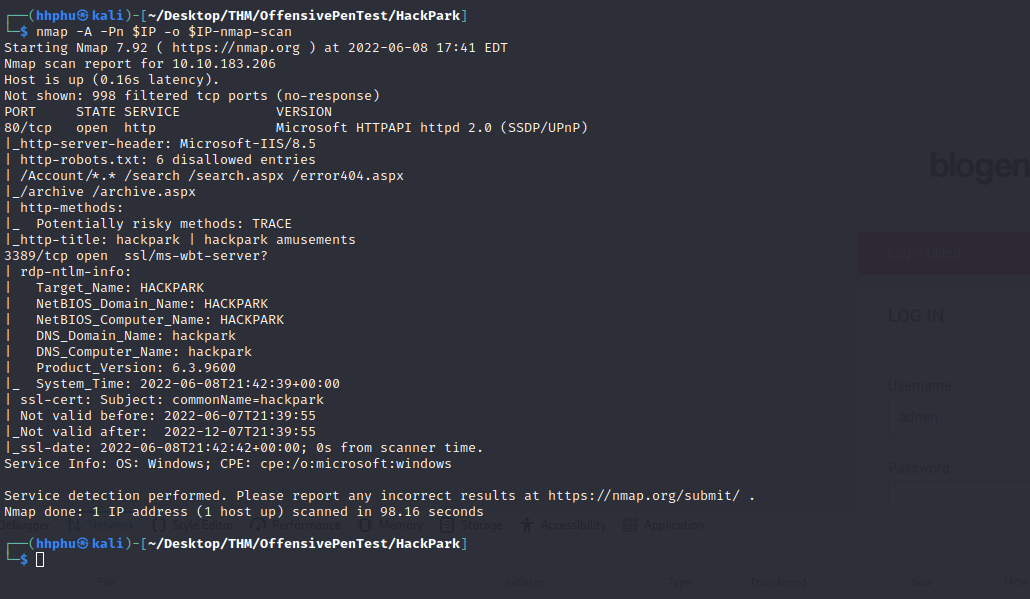 ┌──(hhphu㉿kali)-[~/Desktop/THM/OffensivePenTest/HackPark]
└─$ nmap -A -Pn $IP -o $IP-nmap-scan
Starting Nmap 7.92 ( https://nmap.org ) at 2022-06-08 17:41 EDT
Nmap scan report for 10.10.183.206
Host is up (0.16s latency).
Not shown: 998 filtered tcp ports (no-response)
PORT     STATE SERVICE            VERSION
80/tcp   open  http               Microsoft HTTPAPI httpd 2.0 (SSDP/UPnP)
|_http-server-header: Microsoft-IIS/8.5
| http-robots.txt: 6 disallowed entries
| /Account/*.* /search /search.aspx /error404.aspx
|_/archive /archive.aspx
| http-methods:
|_  Potentially risky methods: TRACE
|_http-title: hackpark | hackpark amusements
3389/tcp open  ssl/ms-wbt-server?
| rdp-ntlm-info:
|   Target_Name: HACKPARK
|   NetBIOS_Domain_Name: HACKPARK
|   NetBIOS_Computer_Name: HACKPARK
|   DNS_Domain_Name: hackpark
|   DNS_Computer_Name: hackpark
|   Product_Version: 6.3.9600
|_  System_Time: 2022-06-08T21:42:39+00:00
| ssl-cert: Subject: commonName=hackpark
| Not valid before: 2022-06-07T21:39:55
|_Not valid after:  2022-12-07T21:39:55
|_ssl-date: 2022-06-08T21:42:42+00:00; 0s from scanner time.
Service Info: OS: Windows; CPE: cpe:/o:microsoft:windows

Service detection performed. Please report any incorrect results at https://nmap.org/submit/ .
Nmap done: 1 IP address (1 host up) scanned in 98.16 seconds
┌──(hhphu㉿kali)-[~/Desktop/THM/OffensivePenTest/HackPark]
└─$
blogen
Login failed
LOG IN
Username
admin
Password
Debugger Network Style Editor Performance Memory Storage Accessibility Application
File Initiator Type Transferred Size